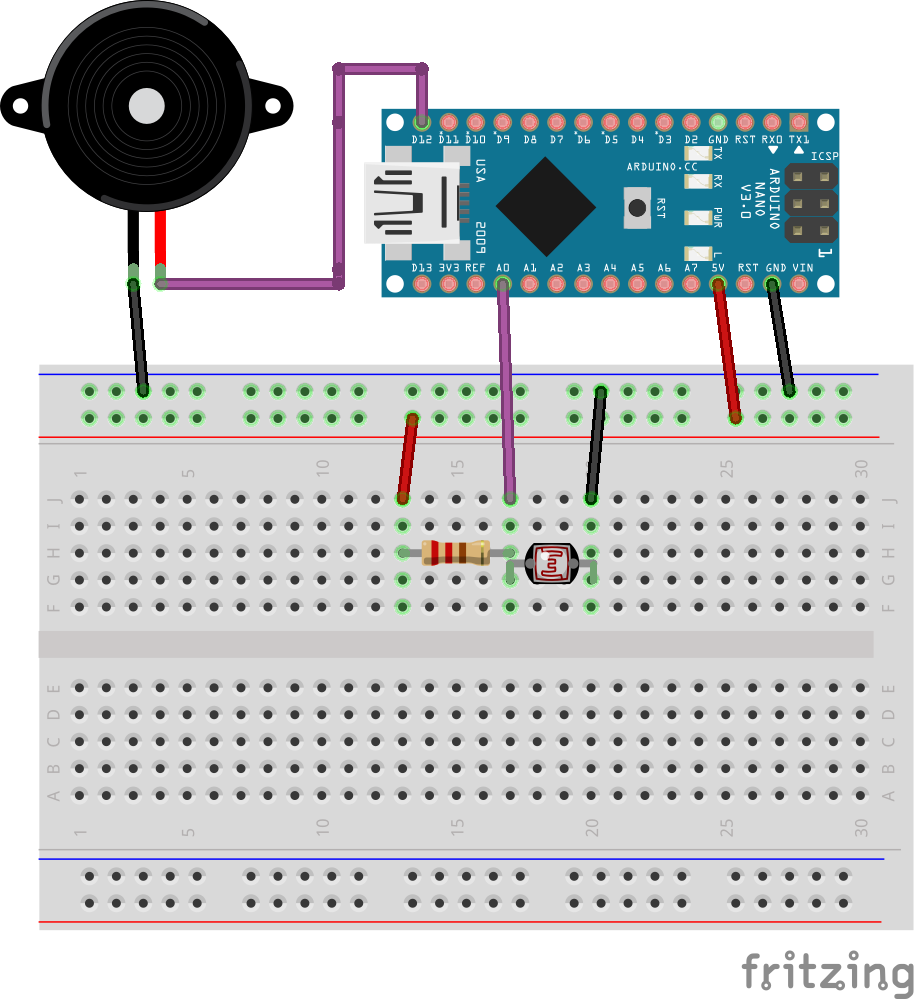 D12 D11 D10 D9 D8 D7 D6 D5 D4 D3 D2 GND RST RX0 TX1
USA
P005
ARDUINO.CC
RST
TX
RX
PWR
L
ICSP
ARDUINO
NANO
V3.0
1
D13 3V3 REF A0 A1 A2 A3 A4 A5 A6 A7 5V RST GND VIN
1 5 10 15 20 25 30
J J
I I
H H
G G
F F
E E
D D
C C
B B
A A
1 5 10 15 20 25 30
fritzing